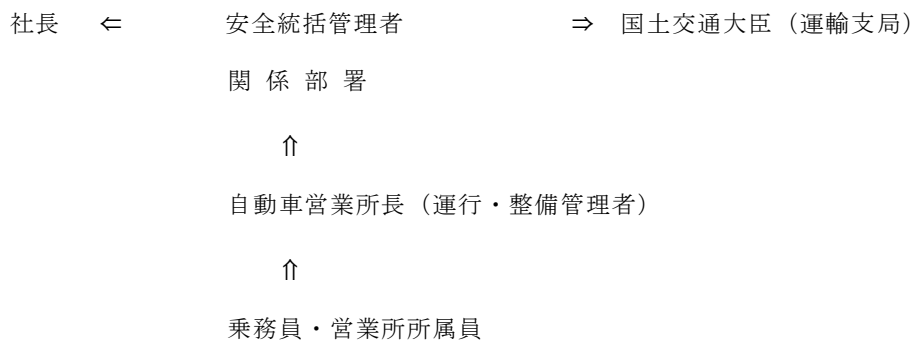 社長 ⇐ 安全統括管理者 ⇒ 国土交通大臣（運輸支局）
関 係 部 署
⇑
自動車営業所長（運行・整備管理者）
⇑
乗務員・営業所所属員